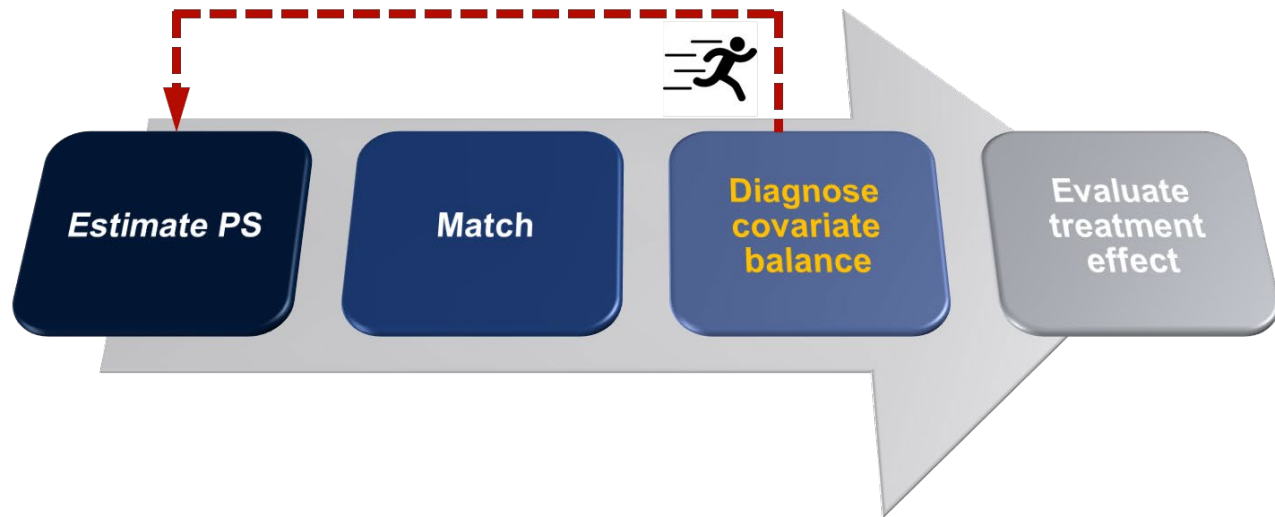 Estimate PS
Match
Diagnose
covariate
balance
Evaluate
treatment
effect